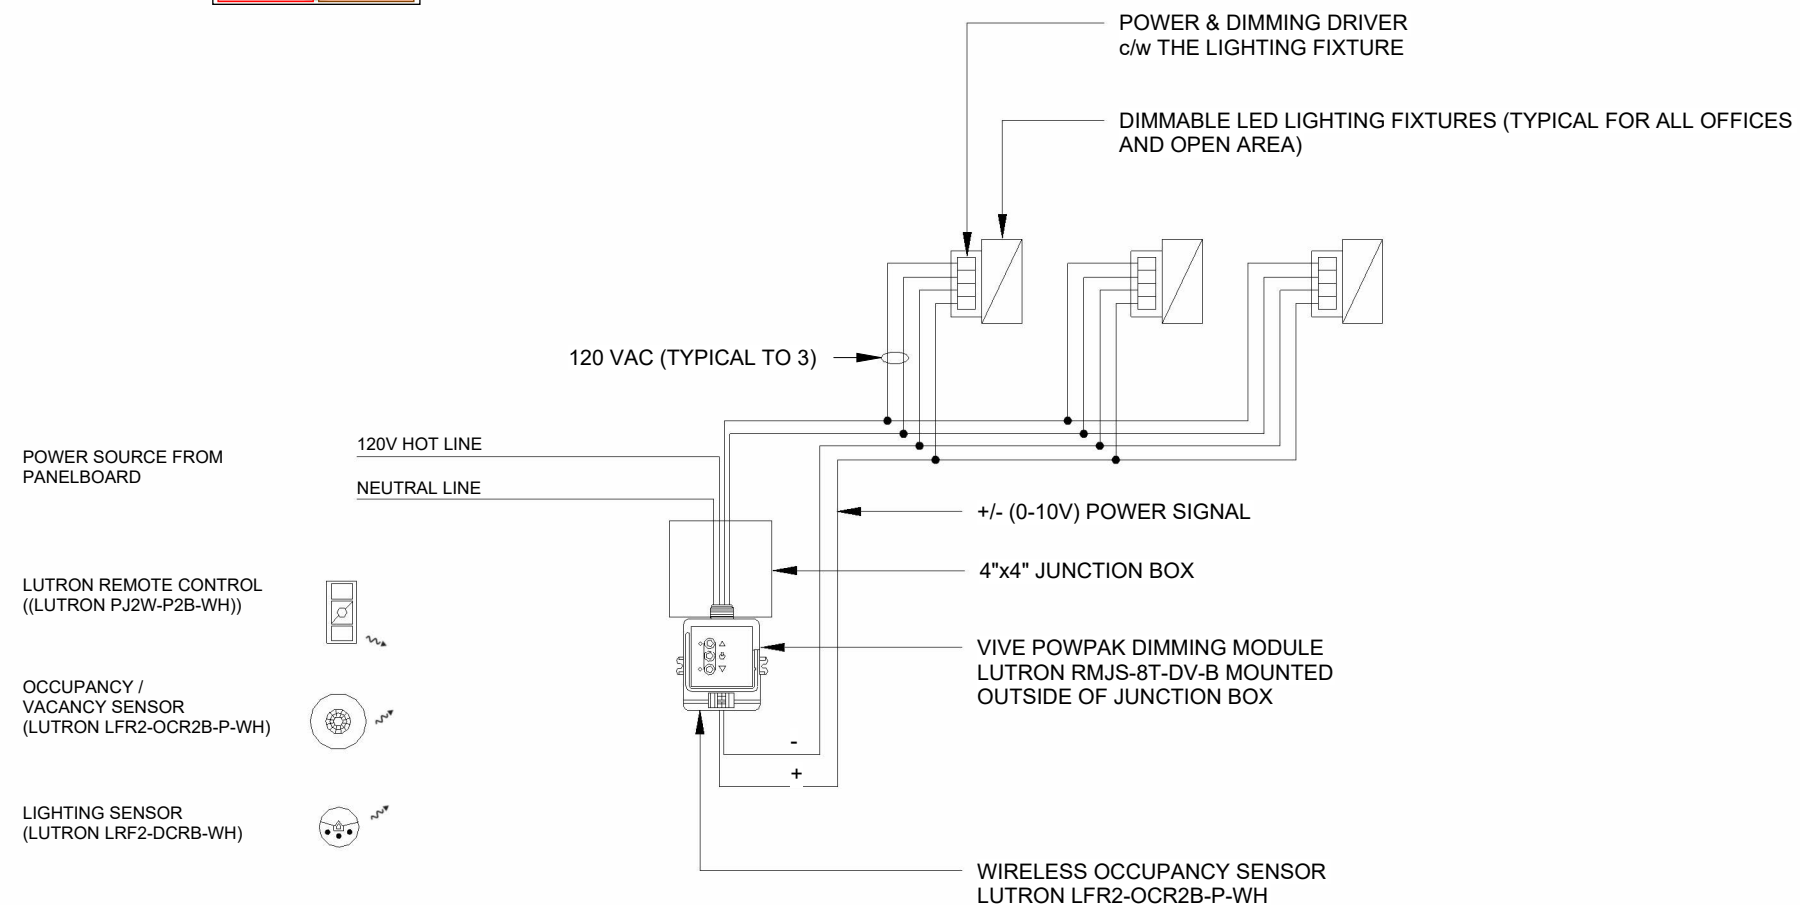 POWER & DIMMING DRIVER
c/w THE LIGHTING FIXTURE
DIMMABLE LED LIGHTING FIXTURES (TYPICAL FOR ALL OFFICES
AND OPEN AREA)
120 VAC (TYPICAL TO 3)
120V HOT LINE
POWER SOURCE FROM
PANELBOARD
NEUTRAL LINE
+/- (0-10V) POWER SIGNAL
4"x4" JUNCTION BOX
LUTRON REMOTE CONTROL
((LUTRON PJ2W-P2B-WH))
VIVE POWPAK DIMMING MODULE
LUTRON RMJS-8T-DV-B MOUNTED
OUTSIDE OF JUNCTION BOX
OCCUPANCY /
VACANCY SENSOR
(LUTRON LFR2-OCR2B-P-WH)
-
+
LIGHTING SENSOR
(LUTRON LRF2-DCRB-WH)
WIRELESS OCCUPANCY SENSOR
LUTRON LFR2-OCR2B-P-WH